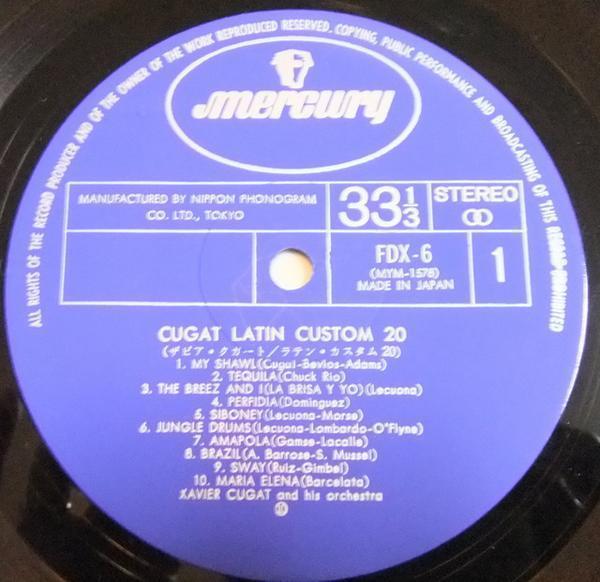 ALL RIGHTS OF THE RECORD PRODUCER AND OF THE OWNER OF THE WORK REPRODUCED RESERVED. COPYING, PUBLIC PERFORMANCE AND BROADCASTING OF THIS RECORD PROHIBITED
mercury
MANUFACTURED BY NIPPON PHONOGRAM
CO. LTD., TOKYO
33 1/3
STEREO
FDX-6
(MYM-1578)
MADE IN JAPAN
1
CUGAT LATIN CUSTOM 20
(ザビア・クガート/ラテン・カスタム20)
1. MY SHAWL(Cugat-Bevios-Adams)
2. TEQUILA(Chuck Rio)
3. THE BREEZ AND I(LA BRISA Y YO)(Lecuona)
4. PERFIDIA(Dominguez)
5. SIBONEY(Lecuona-Morse)
6. JUNGLE DRUMS(Lecuona-Lombardo-O'Flyne)
7. AMAPOLA(Gamse-Lacalle)
8. BRAZIL(A. Barrose-S. Mussel)
9. SWAY(Ruiz-Gimbel)
10. MARIA ELENA(Barcelata)
XAVIER CUGAT and his orchestra